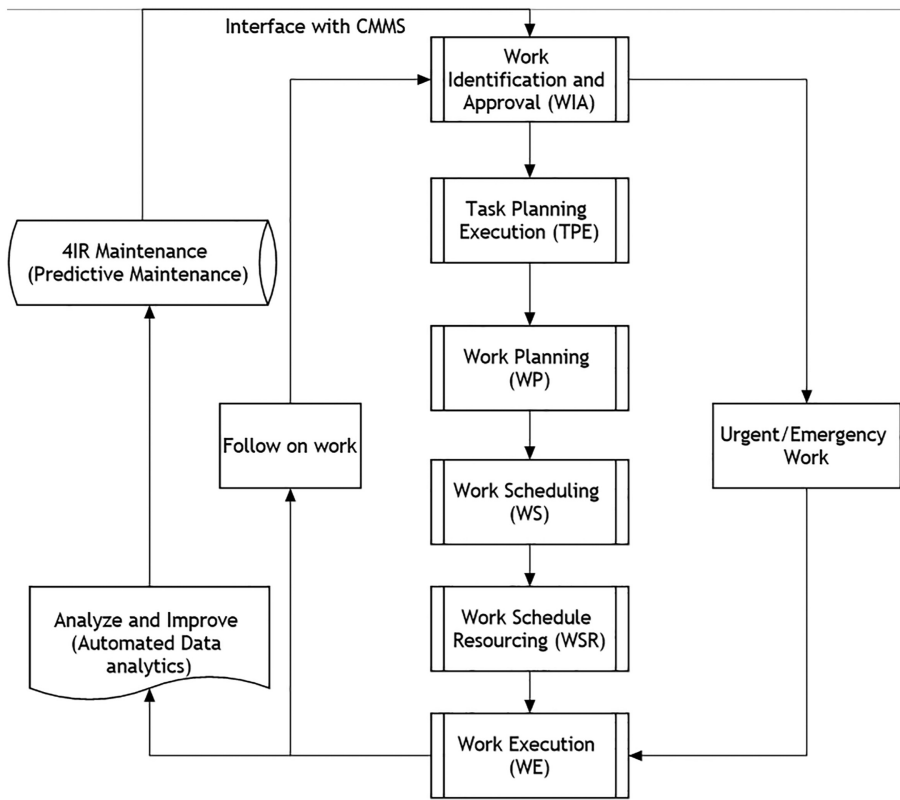 Interface with CMMS
Work
Identification and
Approval (WIA)
Task Planning
Execution (TPE)
4IR Maintenance
(Predictive Maintenance)
Work Planning
(WP)
Follow on work
Urgent/Emergency
Work
Work Scheduling
(WS)
Analyze and Improve
(Automated Data
analytics)
Work Schedule
Resourcing (WSR)
Work Execution
(WE)